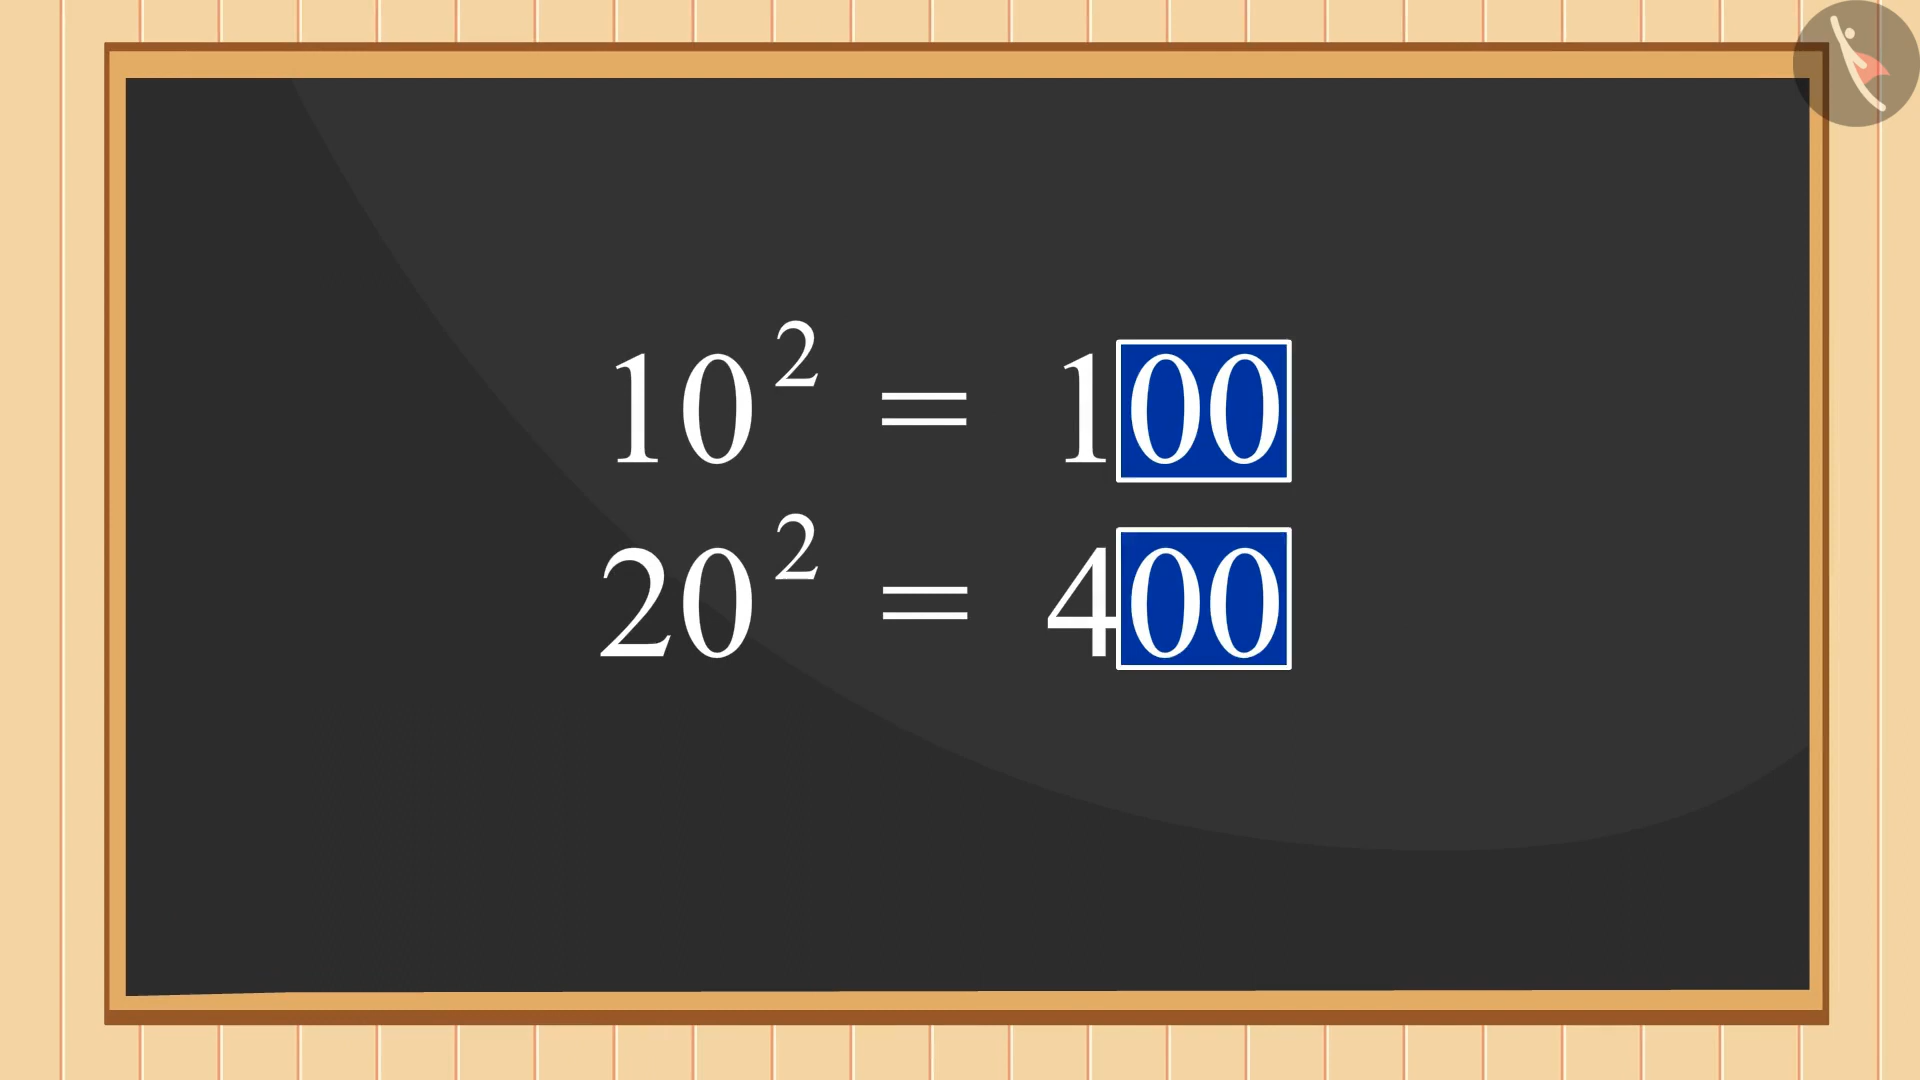 10² = 100
20² = 400